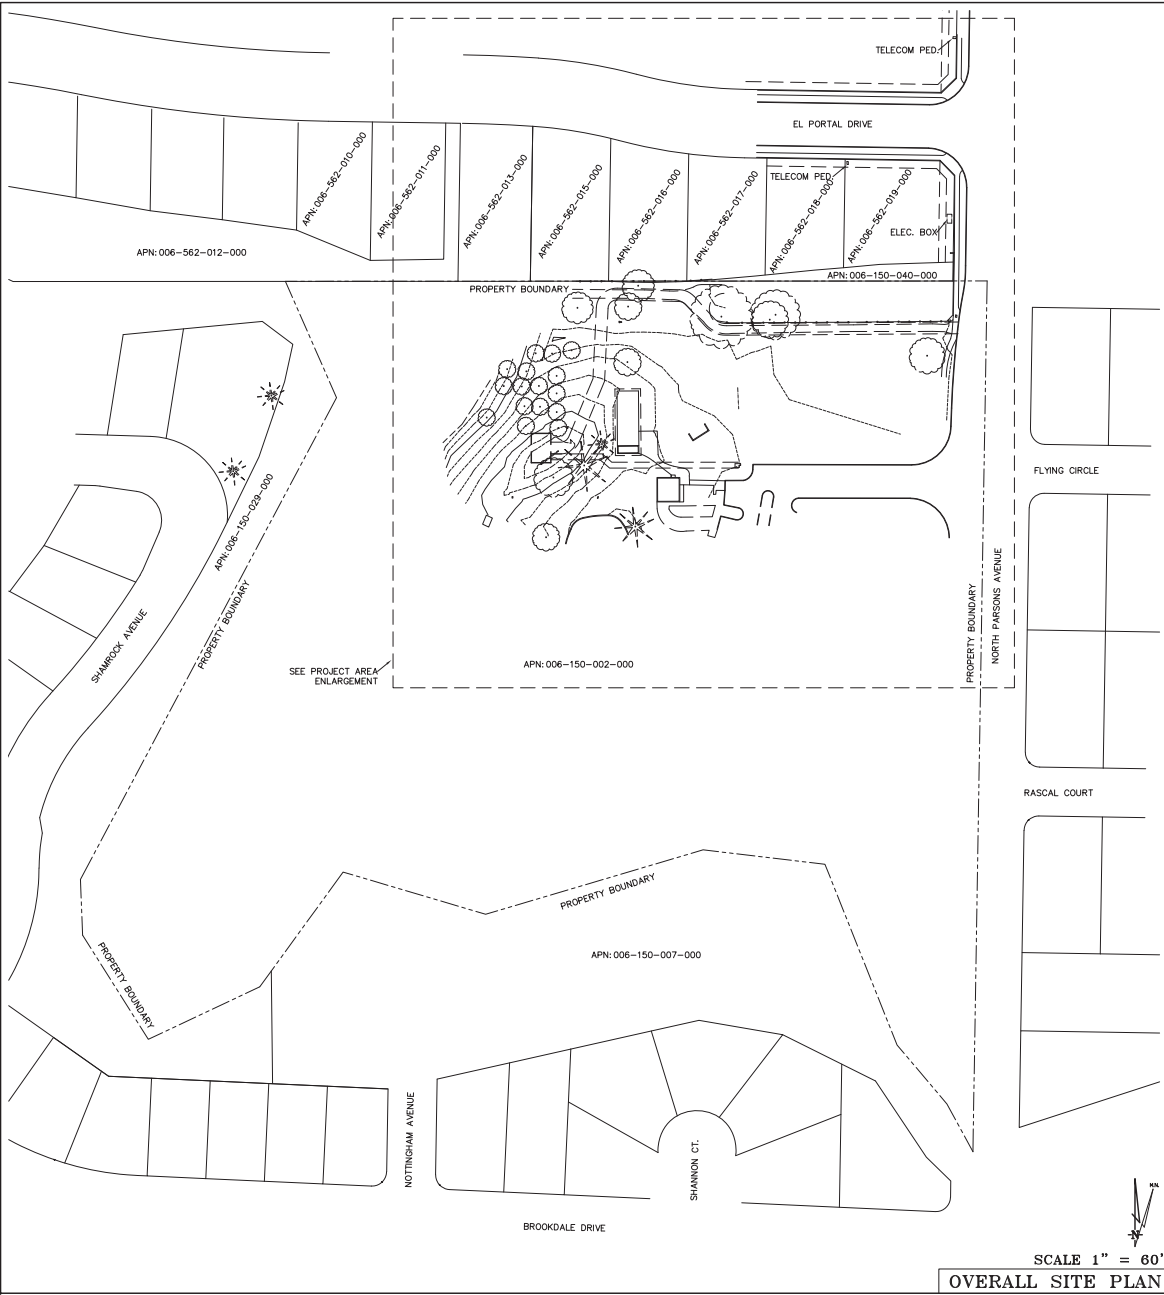 TELECOM PED.
EL PORTAL DRIVE
APN: 006-562-010-000
APN: 006-562-011-000
APN: 006-562-013-000
APN: 006-562-015-000
APN: 006-562-016-000
APN: 006-562-017-000
TELECOM PED.
APN: 006-562-018-000
APN: 006-562-019-000
ELEC. BOX
APN: 006-562-012-000
APN: 006-150-040-000
PROPERTY BOUNDARY
FLYING CIRCLE
APN: 006-150-029-000
PROPERTY BOUNDARY
SHAMROCK AVENUE
SEE PROJECT AREA
ENLARGEMENT
APN: 006-150-002-000
PROPERTY BOUNDARY
NORTH PARSONS AVENUE
RASCAL COURT
PROPERTY BOUNDARY
PROPERTY BOUNDARY
APN: 006-150-007-000
NOTTINGHAM AVENUE
SHANNON CT.
BROOKDALE DRIVE
N
SCALE 1" = 60'
OVERALL SITE PLAN